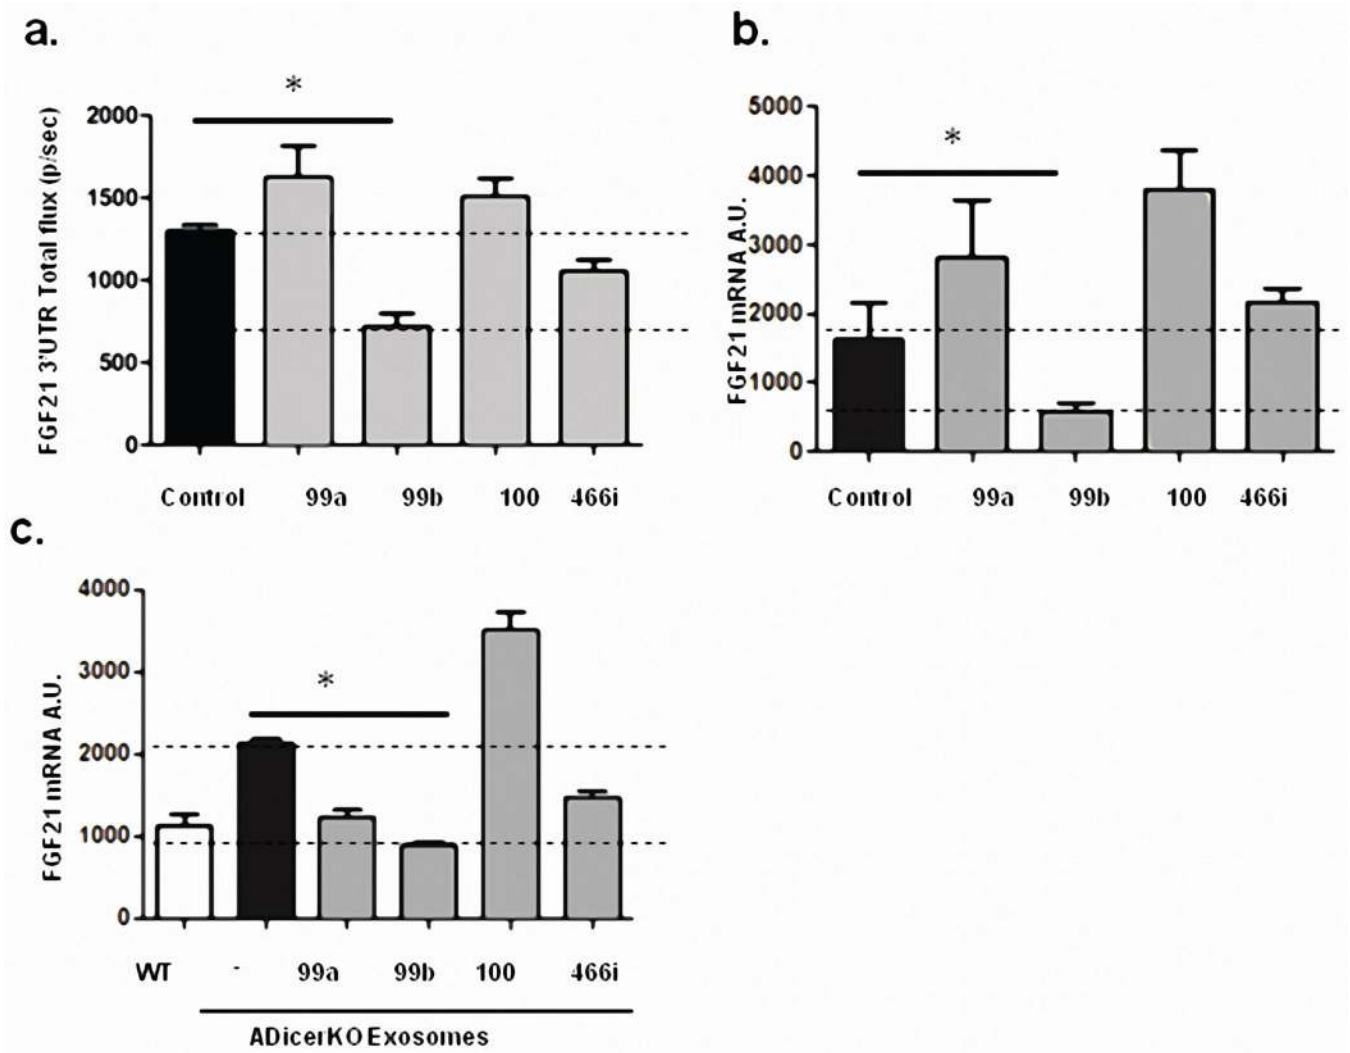 a.
*
FGF21 3'UTR Total flux (p/sec)
2000
1500
1000
500
0
Control 99a 99b 100 466i
b.
*
FGF21 mRNA A.U.
5000
4000
3000
2000
1000
0
Control 99a 99b 100 466i
c.
*
FGF21 mRNA A.U.
4000
3000
2000
1000
0
WT - 99a 99b 100 466i
ADicerKO Exosomes